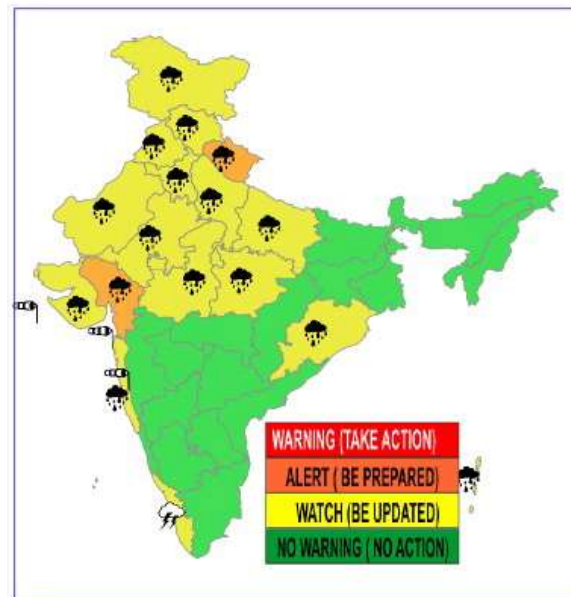 WARNING (TAKE ACTION)
ALERT ( BE PREPARED)
WATCH (BE UPDATED)
NO WARNING ( NO ACTION)